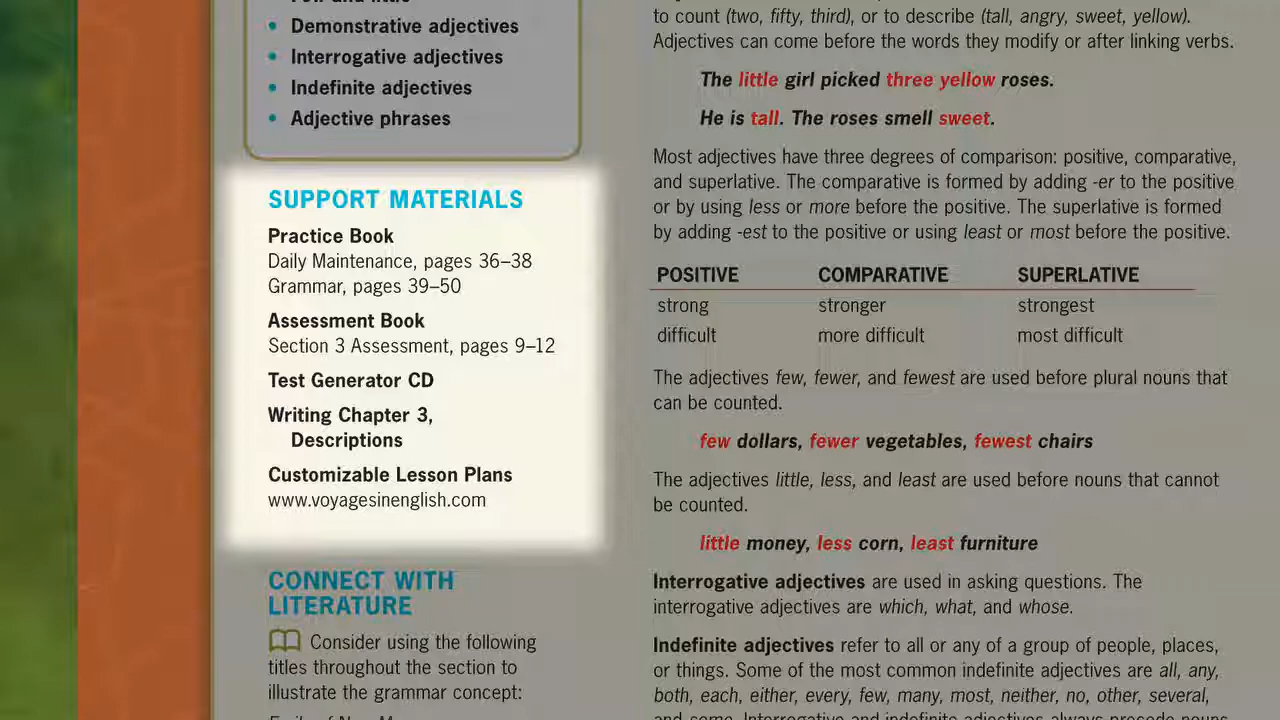 • Demonstrative adjectives
• Interrogative adjectives
• Indefinite adjectives
• Adjective phrases
SUPPORT MATERIALS
Practice Book
Daily Maintenance, pages 36–38
Grammar, pages 39–50
Assessment Book
Section 3 Assessment, pages 9–12
Test Generator CD
Writing Chapter 3,
Descriptions
Customizable Lesson Plans
www.voyagesinenglish.com
CONNECT WITH
LITERATURE
Consider using the following
titles throughout the section to
illustrate the grammar concept:
to count (two, fifty, third), or to describe (tall, angry, sweet, yellow).
Adjectives can come before the words they modify or after linking verbs.
The little girl picked three yellow roses.
He is tall. The roses smell sweet.
Most adjectives have three degrees of comparison: positive, comparative,
and superlative. The comparative is formed by adding -er to the positive
or by using less or more before the positive. The superlative is formed
by adding -est to the positive or using least or most before the positive.
POSITIVE COMPARATIVE SUPERLATIVE
strong stronger strongest
difficult more difficult most difficult
The adjectives few, fewer, and fewest are used before plural nouns that
can be counted.
few dollars, fewer vegetables, fewest chairs
The adjectives little, less, and least are used before nouns that cannot
be counted.
little money, less corn, least furniture
Interrogative adjectives are used in asking questions. The
interrogative adjectives are which, what, and whose.
Indefinite adjectives refer to all or any of a group of people, places,
or things. Some of the most common indefinite adjectives are all, any,
both, each, either, every, few, many, most, neither, no, other, several,
and some. Interrogative and indefinite adjectives always precede nouns